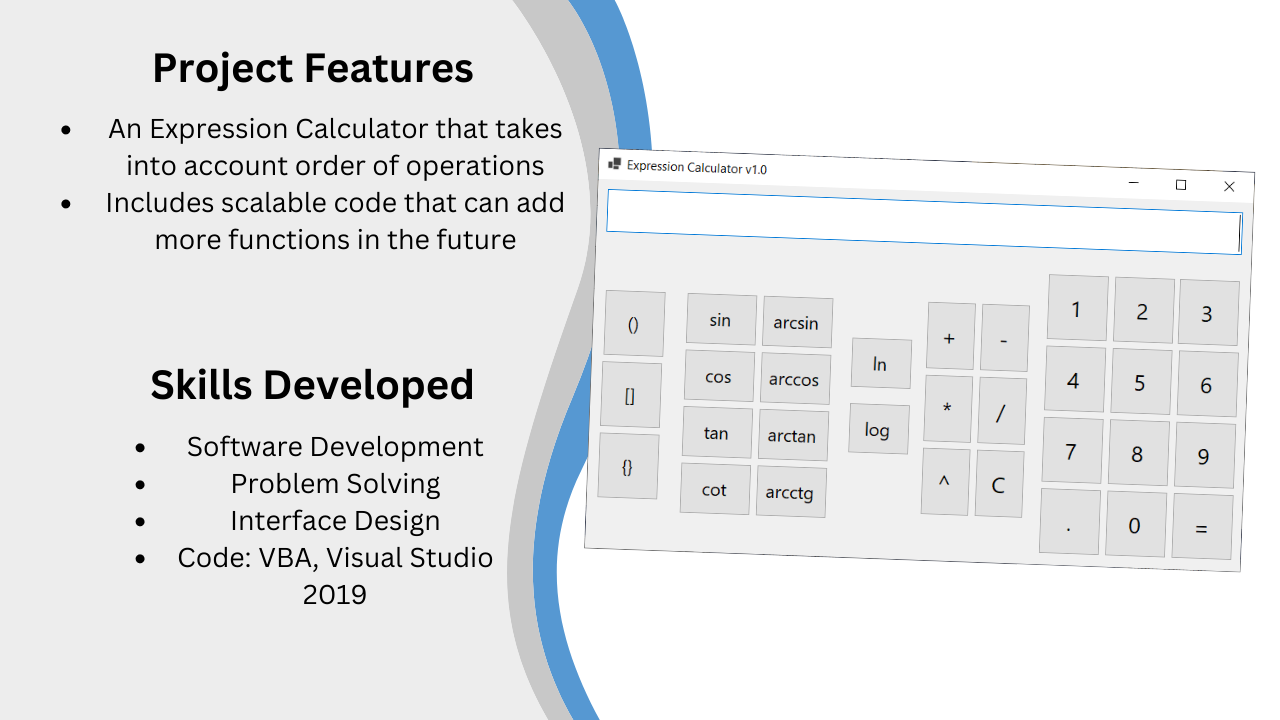 Project Features
• An Expression Calculator that takes
into account order of operations
• Includes scalable code that can add
more functions in the future
Skills Developed
• Software Development
• Problem Solving
• Interface Design
• Code: VBA, Visual Studio
2019
Expression Calculator v1.0
() sin arcsin ln + - 1 2 3
[] cos arccos log * / 4 5 6
{} tan arctan ^ C 7 8 9
cot arcctg . 0 =